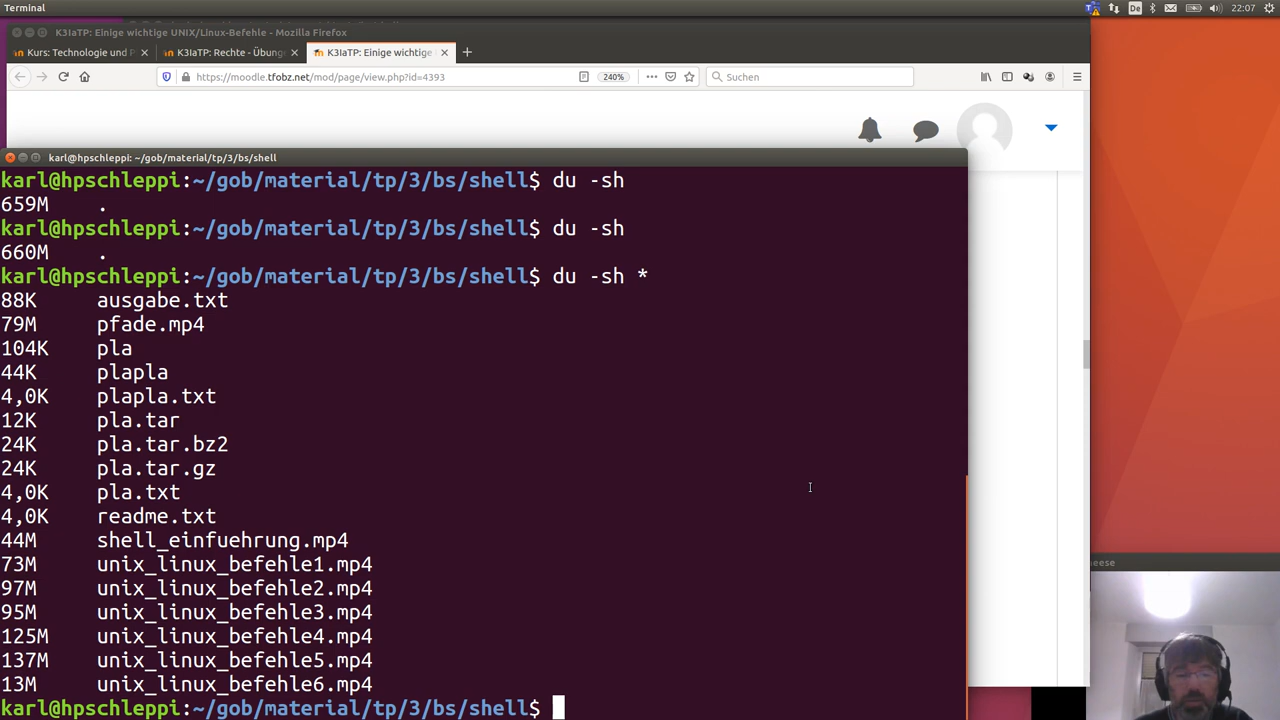 Terminal
De
22:07
K3IaTP: Einige wichtige UNIX/Linux-Befehle - Mozilla Firefox
Kurs: Technologie und P
K3IaTP: Rechte - Übung
K3IaTP: Einige wichtige
https://moodle.tfobz.net/mod/page/view.php?id=4393
240%
Suchen
karl@hpschleppi: ~/gob/material/tp/3/bs/shell
karl@hpschleppi:~/gob/material/tp/3/bs/shell$ du -sh
659M .
karl@hpschleppi:~/gob/material/tp/3/bs/shell$ du -sh
660M .
karl@hpschleppi:~/gob/material/tp/3/bs/shell$ du -sh *
88K ausgabe.txt
79M pfade.mp4
104K pla
44K plapla
4,0K plapla.txt
12K pla.tar
24K pla.tar.bz2
24K pla.tar.gz
4,0K pla.txt
4,0K readme.txt
44M shell_einfuehrung.mp4
73M unix_linux_befehle1.mp4
97M unix_linux_befehle2.mp4
95M unix_linux_befehle3.mp4
125M unix_linux_befehle4.mp4
137M unix_linux_befehle5.mp4
13M unix_linux_befehle6.mp4
karl@hpschleppi:~/gob/material/tp/3/bs/shell$
eese